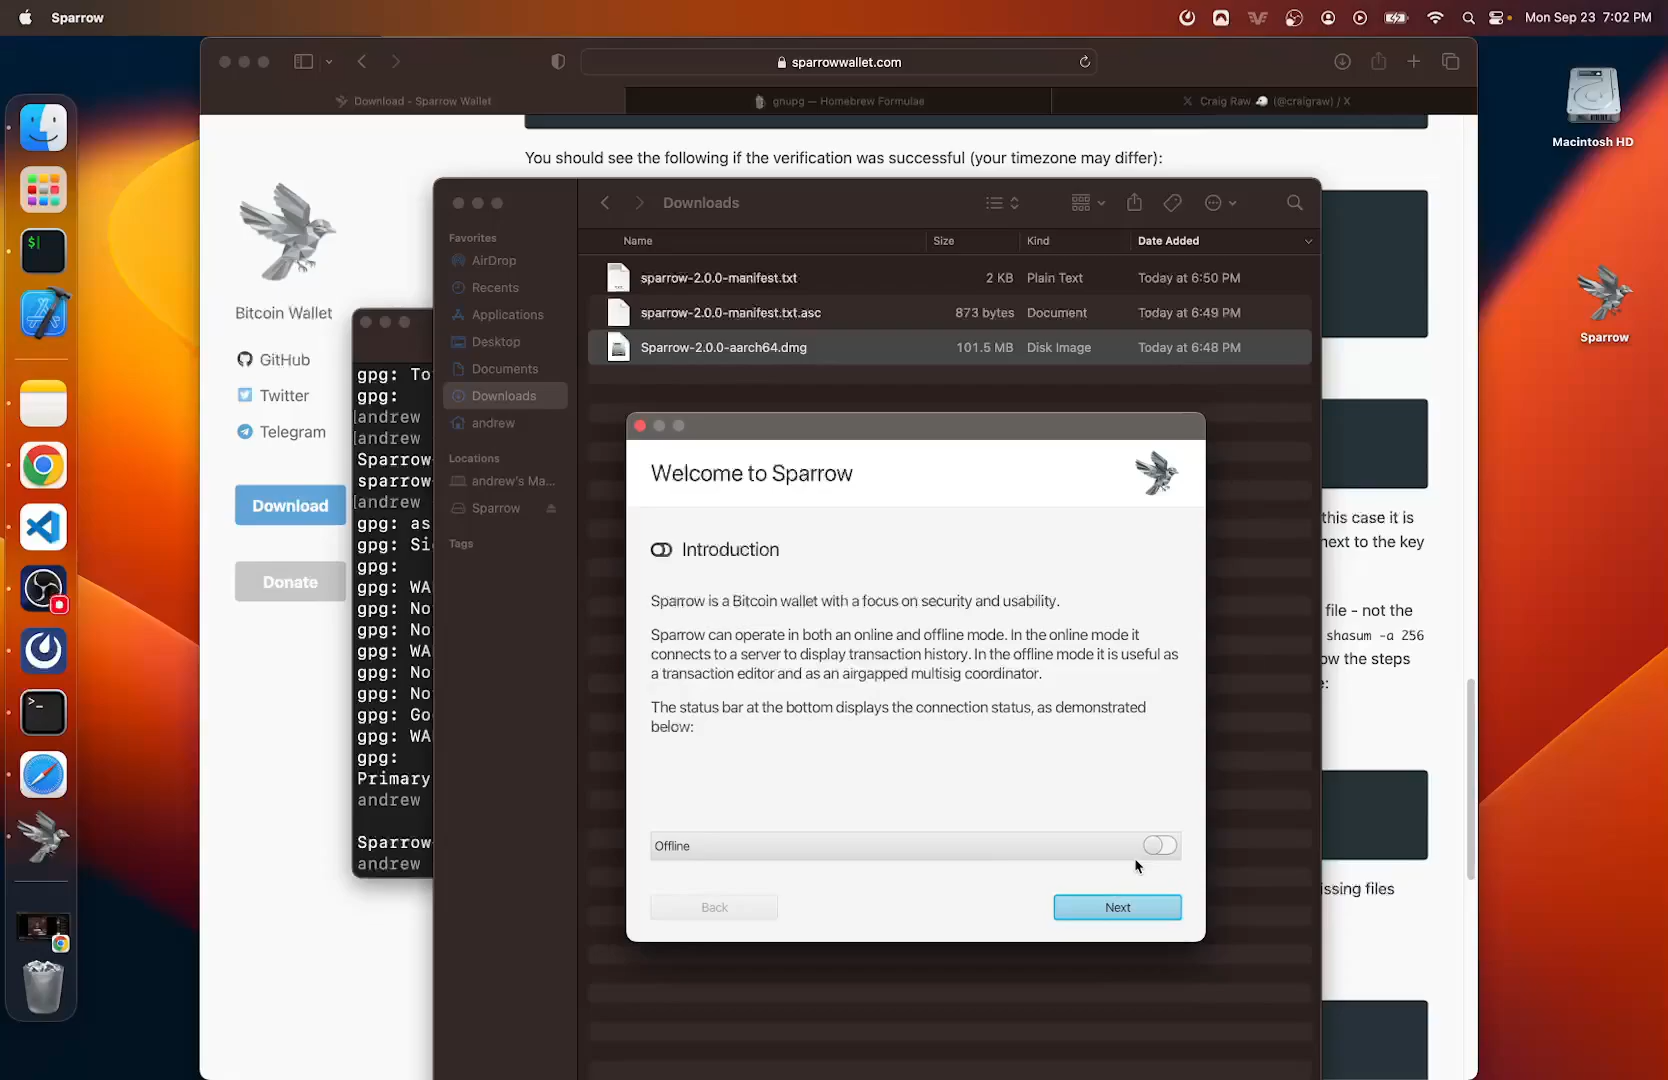 Sparrow
Mon Sep 23 7:02 PM
sparrowwallet.com
Download - Sparrow Wallet
gnupg — Homebrew Formulae
Craig Raw (@craigraw) / X
Macintosh HD
Sparrow
You should see the following if the verification was successful (your timezone may differ):
Bitcoin Wallet
GitHub
Twitter
Telegram
Download
Donate
gpg: To
gpg:
andrew
andrew
Sparrow
sparrow
andrew
gpg: as
gpg: Si
gpg:
gpg: WA
gpg: No
gpg: No
gpg: WA
gpg: No
gpg: No
gpg: Go
gpg: WA
gpg:
Primary
andrew
Sparrow
andrew
Favorites
AirDrop
Recents
Applications
Desktop
Documents
Downloads
andrew
Locations
andrew's Ma...
Sparrow
Tags
Downloads
Name Size Kind Date Added
sparrow-2.0.0-manifest.txt 2 KB Plain Text Today at 6:50 PM
sparrow-2.0.0-manifest.txt.asc 873 bytes Document Today at 6:49 PM
Sparrow-2.0.0-aarch64.dmg 101.5 MB Disk Image Today at 6:48 PM
Welcome to Sparrow
Introduction
Sparrow is a Bitcoin wallet with a focus on security and usability.
Sparrow can operate in both an online and offline mode. In the online mode it
connects to a server to display transaction history. In the offline mode it is useful as
a transaction editor and as an airgapped multisig coordinator.
The status bar at the bottom displays the connection status, as demonstrated
below:
Offline
Back
Next
this case it is
next to the key
file - not the
shasum -a 256
ow the steps
e:
issing files